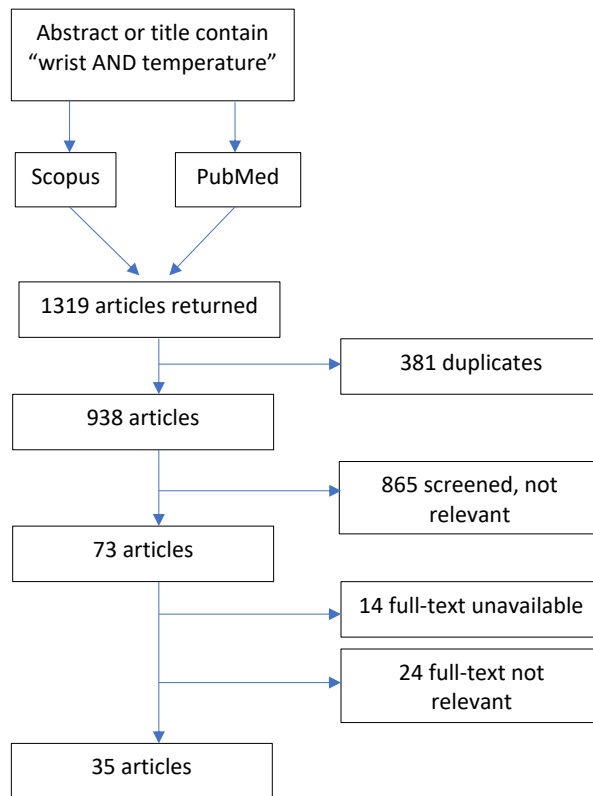 Abstract or title contain
“wrist AND temperature”
Scopus
PubMed
1319 articles returned
381 duplicates
938 articles
865 screened, not
relevant
73 articles
14 full-text unavailable
24 full-text not
relevant
35 articles